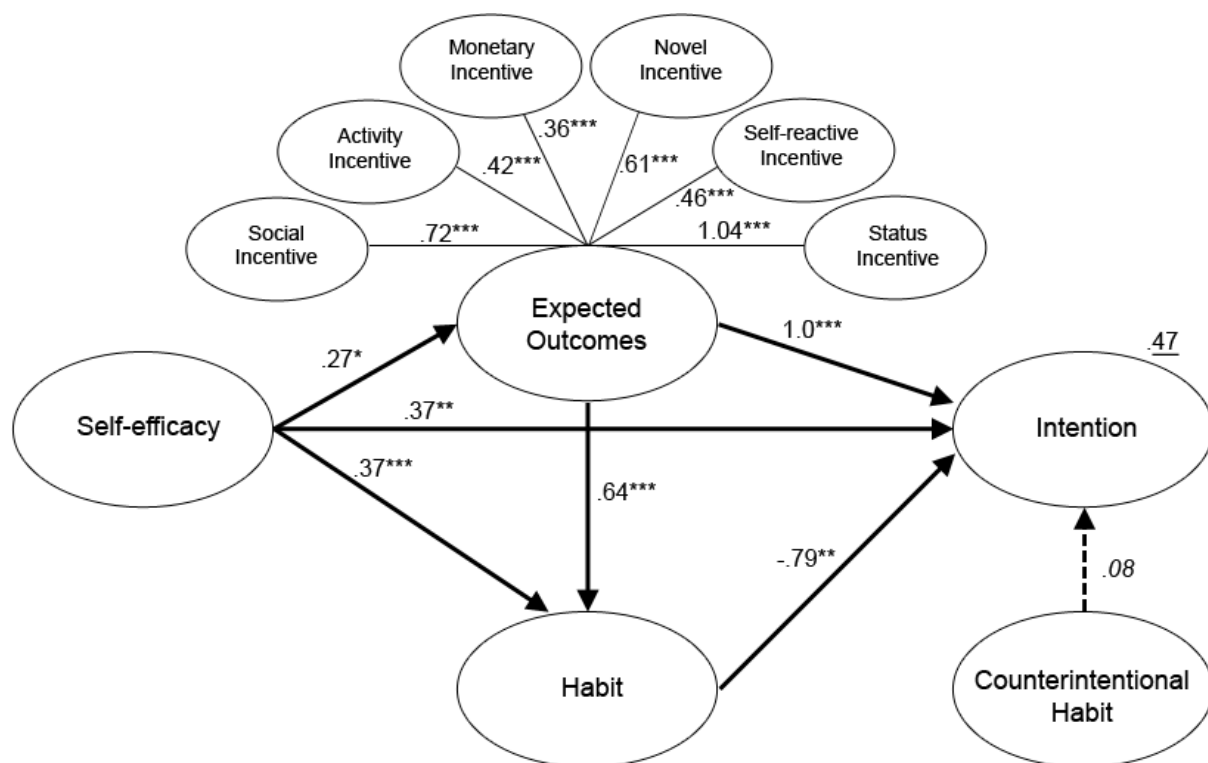 Monetary
Incentive
Novel
Incentive
Activity
Incentive
.36***
Self-reactive
Incentive
.42***
.61***
.46***
Social
Incentive
.72***
1.04***
Status
Incentive
Expected
Outcomes
1.0***
.47
.27*
Self-efficacy
.37**
Intention
.37***
.64***
-.79**
.08
Habit
Counterintentional
Habit